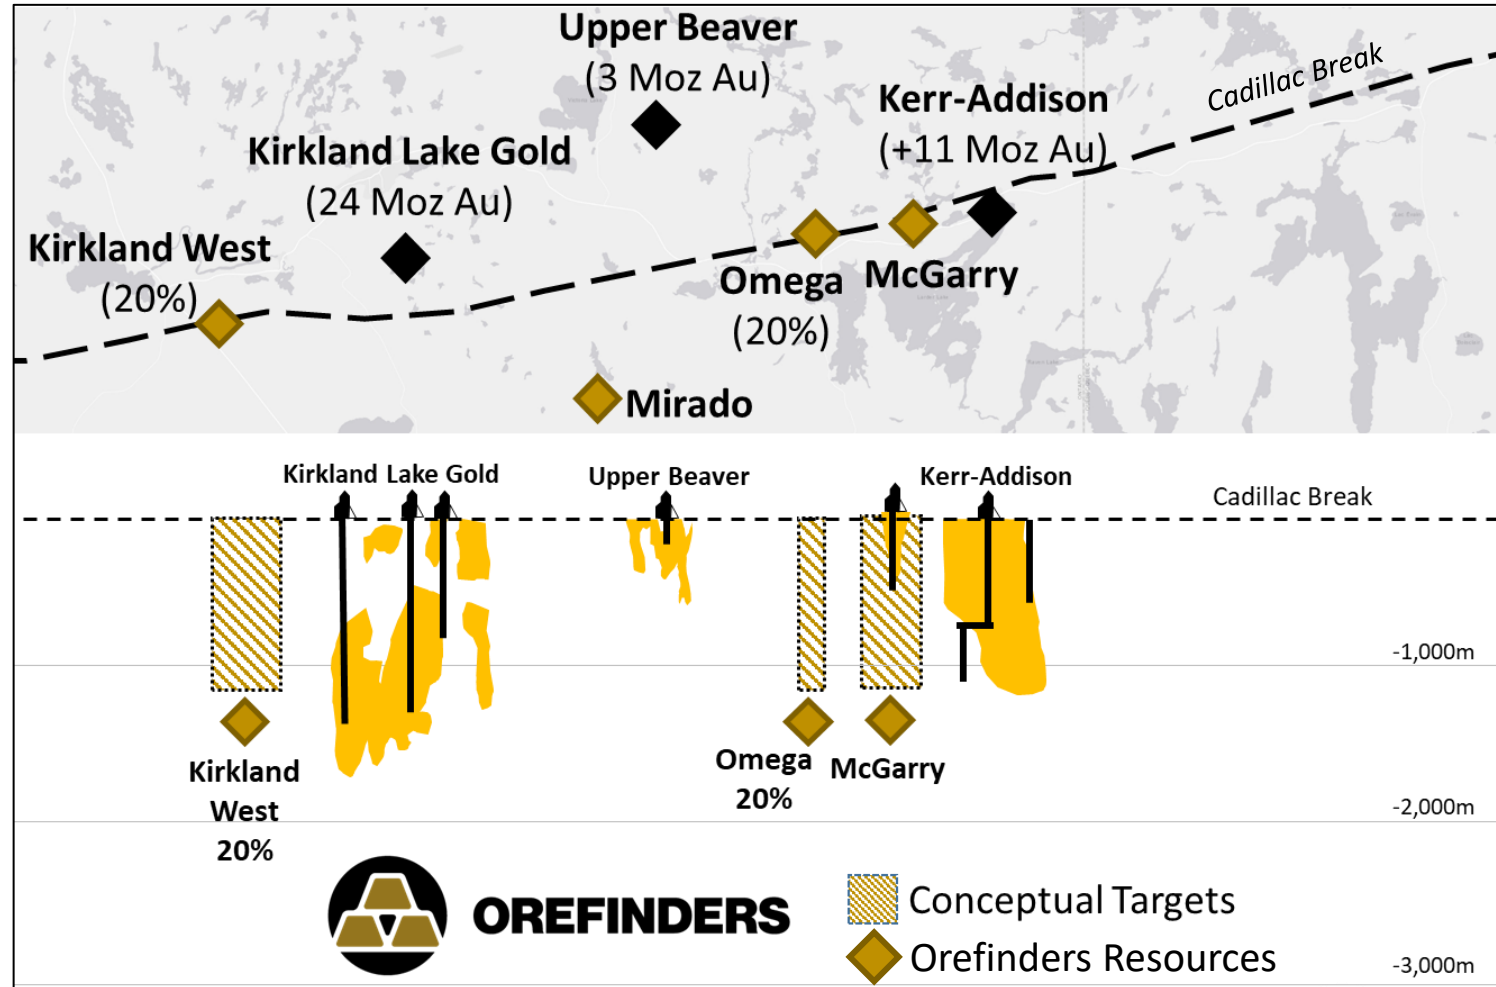 Upper Beaver
(3 Moz Au)
Cadillac Break
Kerr-Addison
(+11 Moz Au)
Kirkland Lake Gold
(24 Moz Au)
Kirkland West
(20%)
Omega
(20%)
McGarry
Mirado
Kirkland Lake Gold
Upper Beaver
Kerr-Addison
Cadillac Break
-1,000m
Kirkland
West
20%
Omega
20%
McGarry
-2,000m
OREFINDERS
Conceptual Targets
Orefinders Resources
-3,000m